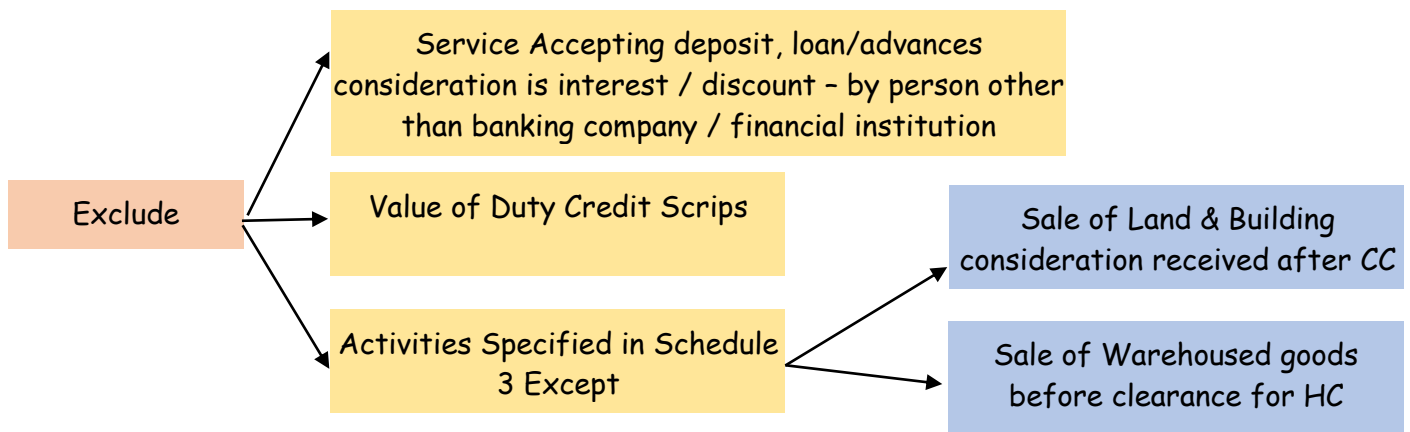 Service Accepting deposit, loan/advances
consideration is interest / discount – by person other
than banking company / financial institution
Exclude
Value of Duty Credit Scrips
Sale of Land & Building
consideration received after CC
Activities Specified in Schedule
3 Except
Sale of Warehoused goods
before clearance for HC